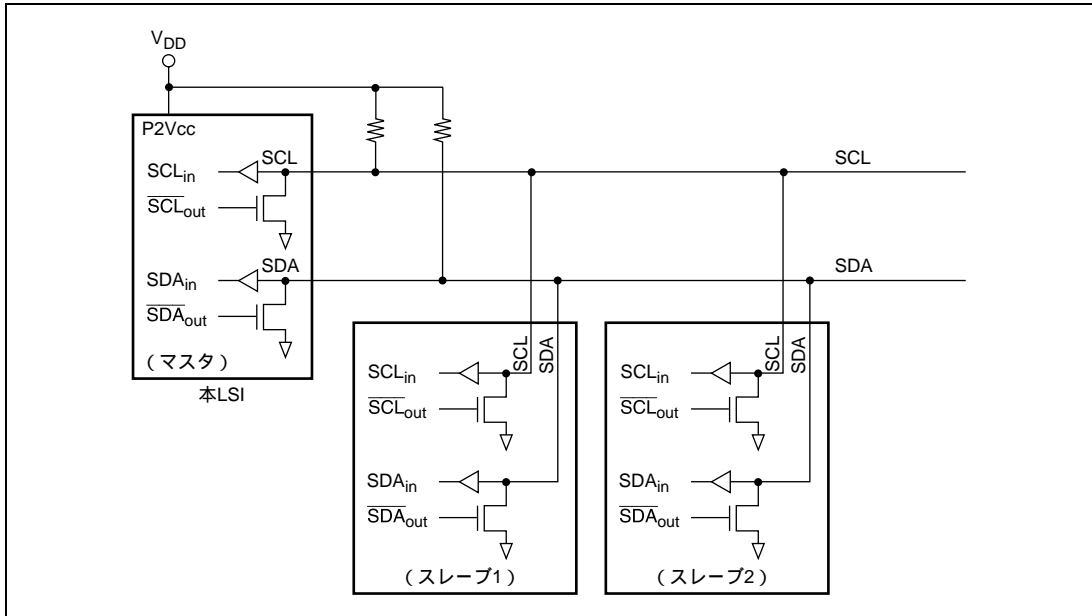 VDD
P2Vcc
SCLin
SCL
SCLout
SDAin
SDA
SDAout
(マスタ)
本LSI
SCL
SDA
SCL
SDA
SCLin
SCLout
SDAin
SDAout
(スレーブ1)
SCL
SDA
SCLin
SCLout
SDAin
SDAout
(スレーブ2)